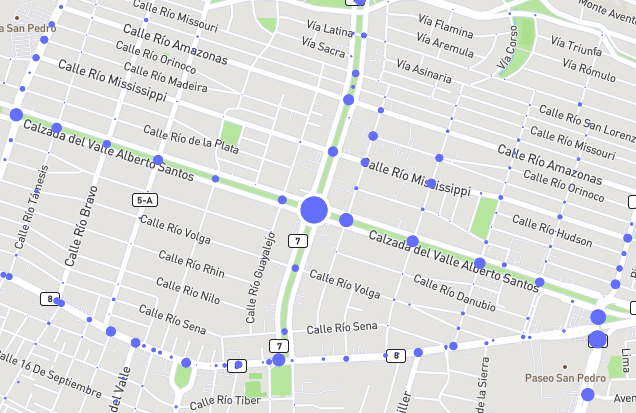 Calle Río Missouri
Vía Flamina
Monte Aventa
a San Pedro
Calle Río Amazonas
Vía Latina
Vía Corso
Vía Triunfa
Vía Aremula
Vía Sacra
Calle Río Orinoco
Vía Rómulo
Vía Asinaria
Calle Río Mississippi
Calle Río Madeira
Calle Río San Lorenz
Calle Río Missouri
Calzada del Valle Alberto Santos
Calle Río de la Plata
Calle Río Amazonas
Calle Río Mississippi
Calle Río Orinoco
Calle Río Támesis
Calle Río Bravo
5-A
Calle Río Volga
Calle Río Hudson
7
Calzada del Valle Alberto Santos
Calle Río Guayalejo
Calle Río Rhin
Calle Río Volga
Calle Río Nilo
Calle Río Danubio
8
Calle Río Sena
Calle Río Sena
7
8
8
Calle 16 De Septiembre
del Valle
Calle Río Tiber
iller
de la Sierra
Paseo San Pedro
Lima
Aven